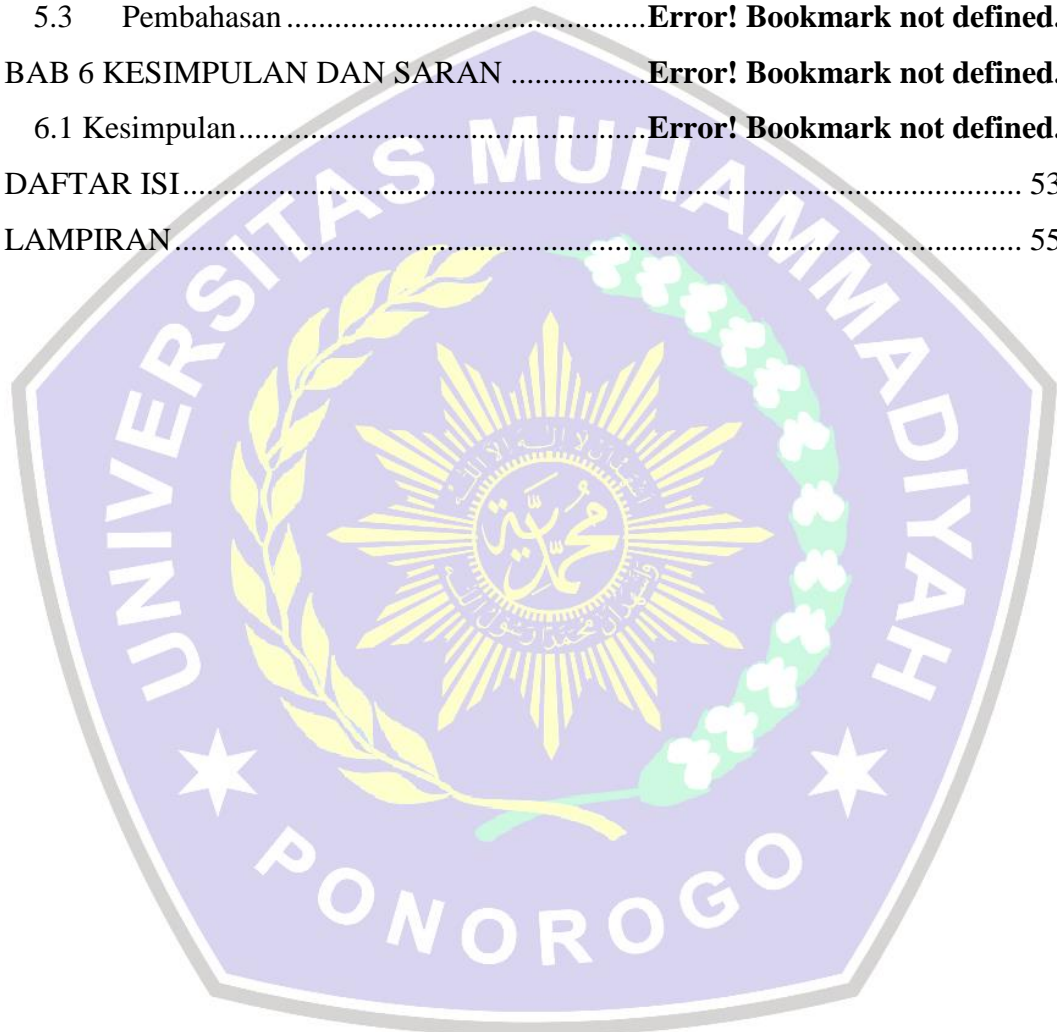 5.3 Pembahasan ........................................ Error! Bookmark not defined.
BAB 6 KESIMPULAN DAN SARAN ............... Error! Bookmark not defined.
6.1 Kesimpulan ............................................. Error! Bookmark not defined.
DAFTAR ISI ............................................................................................ 53
LAMPIRAN ............................................................................................. 55
UNIVERSITAS MUHAMMADIYAH
محمدية
PONOROGO